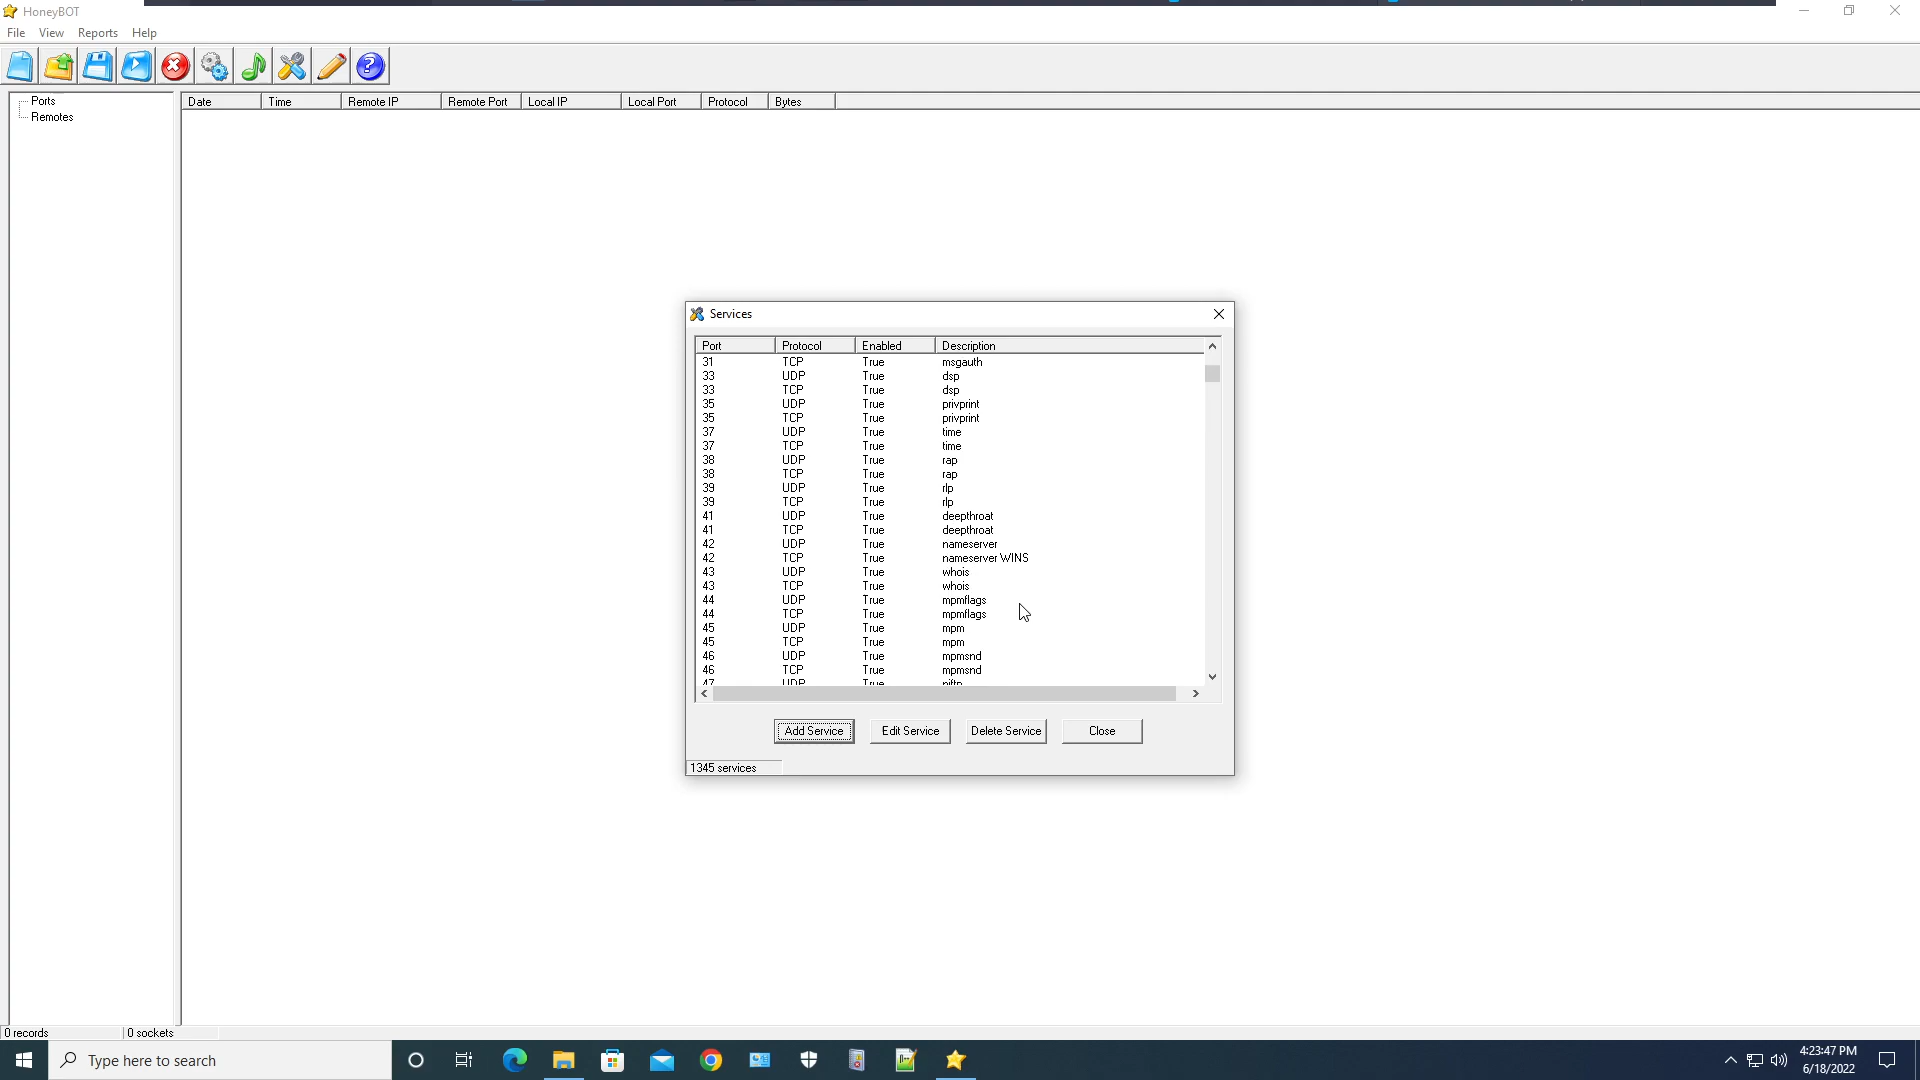 HoneyBOT
File View Reports Help
Ports
Remotes
Date Time Remote IP Remote Port Local IP Local Port Protocol Bytes
Services
Port Protocol Enabled Description
31 TCP True msgauth
33 UDP True dsp
33 TCP True dsp
35 UDP True privprint
35 TCP True privprint
37 UDP True time
37 TCP True time
38 UDP True rap
38 TCP True rap
39 UDP True rlp
39 TCP True rlp
41 UDP True deepthroat
41 TCP True deepthroat
42 UDP True nameserver
42 TCP True nameserver WINS
43 UDP True whois
43 TCP True whois
44 UDP True mpmflags
44 TCP True mpmflags
45 UDP True mpm
45 TCP True mpm
46 UDP True mpmsnd
46 TCP True mpmsnd
47 UDP True niftp
Add Service Edit Service Delete Service Close
1345 services
0 records 0 sockets
Type here to search
4:23:47 PM
6/18/2022